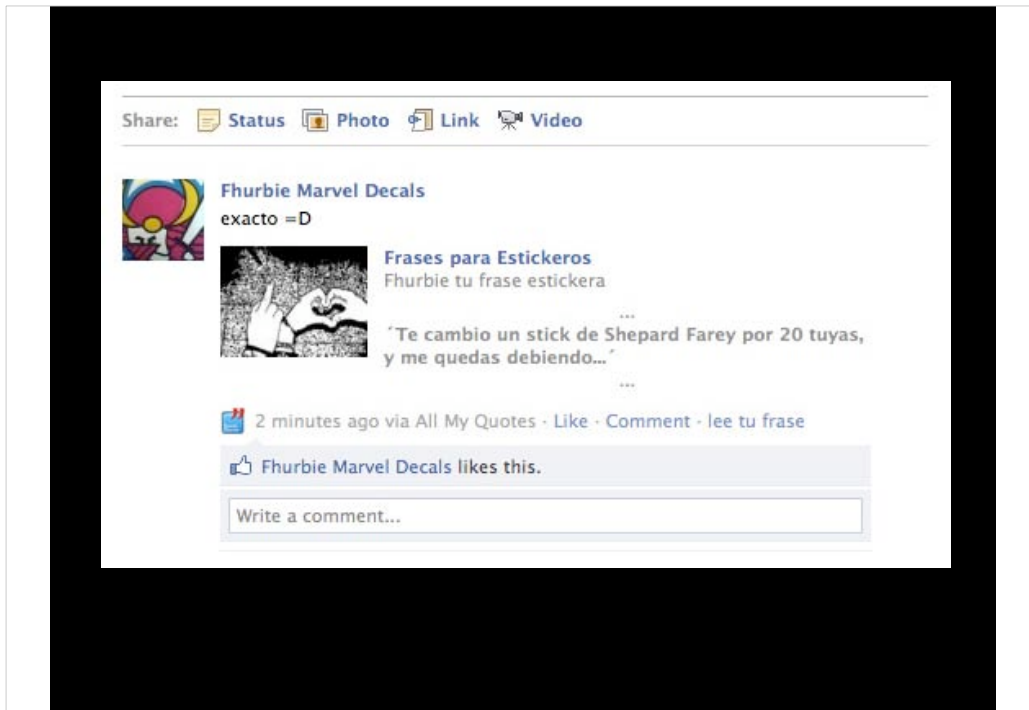 Share: Status Photo Link Video
Fhurbie Marvel Decals
exacto =D
Frases para Estickeros
Fhurbie tu frase estickera
...
´Te cambio un stick de Shepard Farey por 20 tuyas,
y me quedas debiendo...´
...
2 minutes ago via All My Quotes · Like · Comment · lee tu frase
Fhurbie Marvel Decals likes this.
Write a comment...